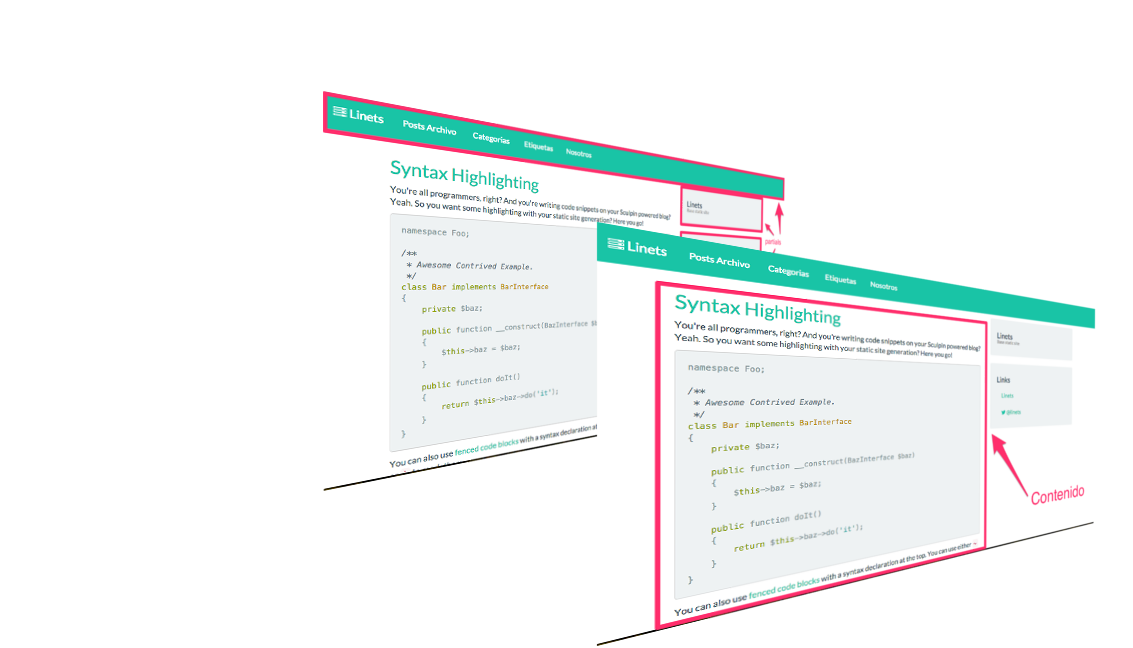 Linets
Posts Archivo
Categorias
Etiquetas
Nosotros
Syntax Highlighting
You're all programmers, right? And you're writing code snippets on your Sculpin powered blog?
Yeah. So you want some highlighting with your static site generation? Here you go!
Linets
partials
namespace Foo;
/**
* Awesome Contrived Example.
*/
class Bar implements BarInterface
{
private $baz;
public function __construct(BazInterface $b
{
$this->baz = $baz;
}
public function doIt()
{
return $this->baz->do('it');
}
}
You can also use fenced code blocks with a syntax declaration a
Linets
Posts Archivo
Categorias
Etiquetas
Nosotros
Syntax Highlighting
You're all programmers, right? And you're writing code snippets on your Sculpin powered blog?
Yeah. So you want some highlighting with your static site generation? Here you go!
namespace Foo;
/**
* Awesome Contrived Example.
*/
class Bar implements BarInterface
{
private $baz;
public function __construct(BazInterface $baz)
{
$this->baz = $baz;
}
public function doIt()
{
return $this->baz->do('it');
}
}
You can also use fenced code blocks with a syntax declaration at the top. You can use either ~
Linets
Links
Linets
@linets
Contenido